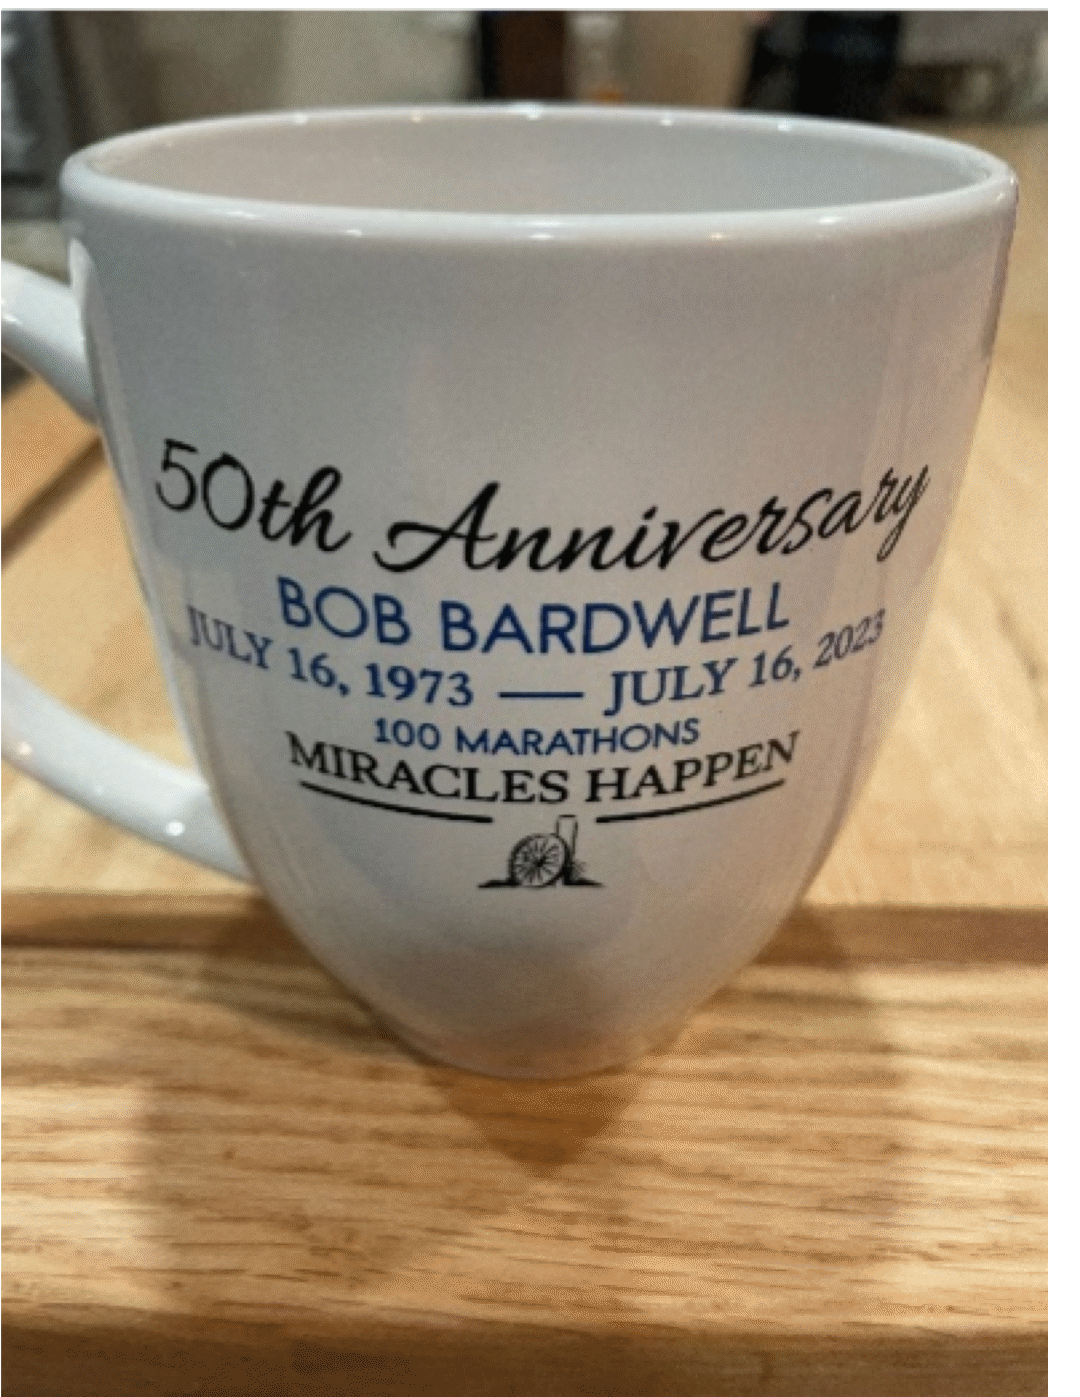 50th Anniversary
BOB BARDWELL
JULY 16, 1973 — JULY 16, 2023
100 MARATHONS
MIRACLES HAPPEN